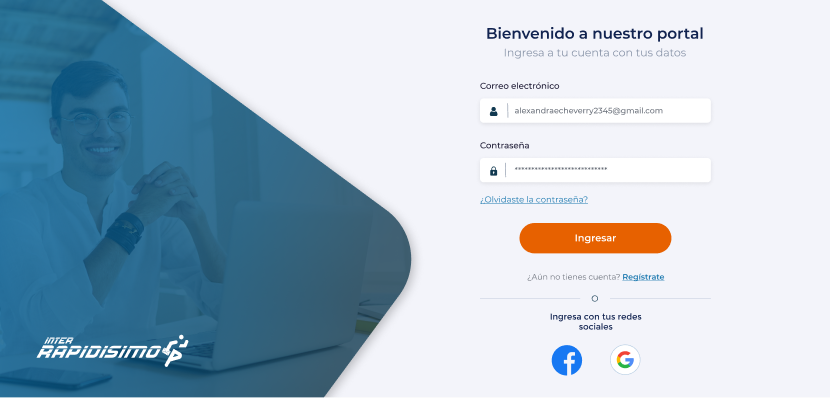 Bienvenido a nuestro portal
Ingresa a tu cuenta con tus datos
Correo electrónico
alexandraecheverry2345@gmail.com
Contraseña
****************************
¿Olvidaste la contraseña?
Ingresar
¿Aún no tienes cuenta? Regístrate
O
Ingresa con tus redes
sociales
INTER
RAPIDISIMO